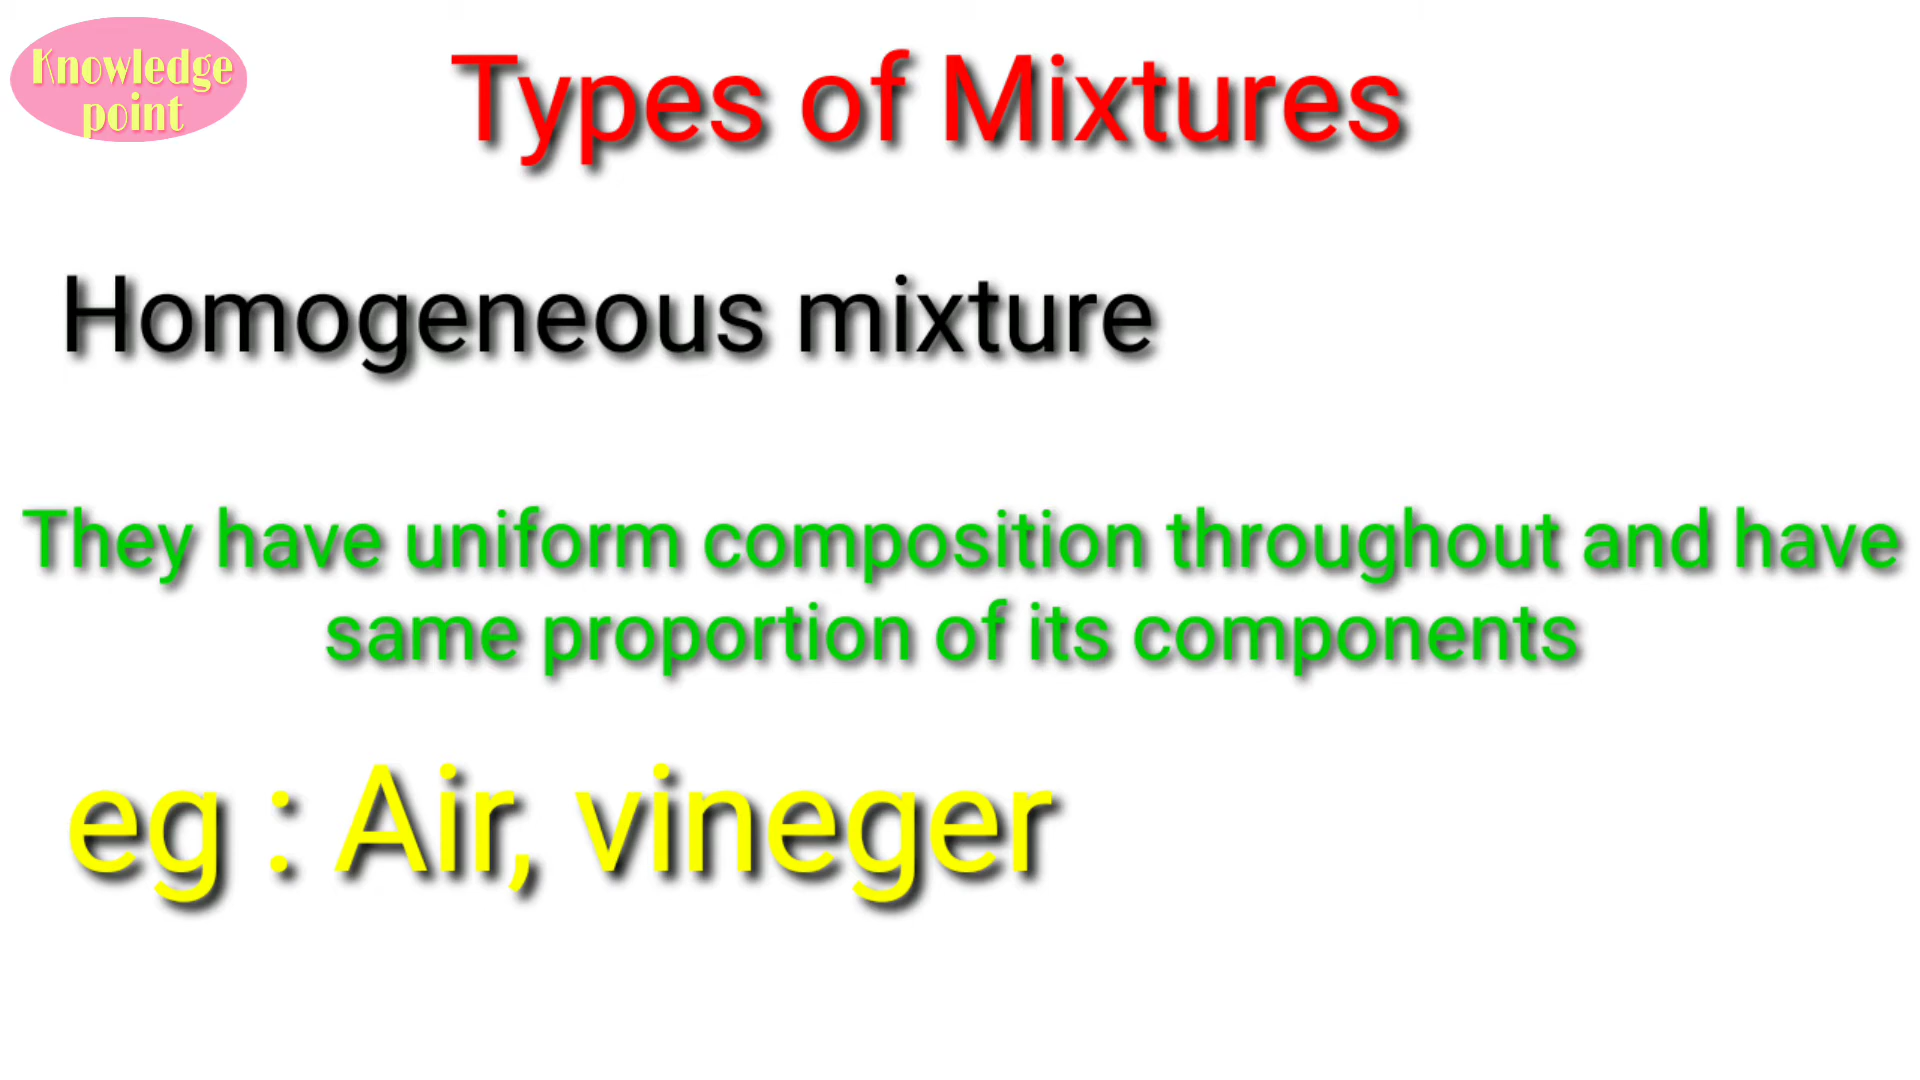 Knowledge
point
Types of Mixtures
Homogeneous mixture
They have uniform composition throughout and have
same proportion of its components
eg : Air, vineger